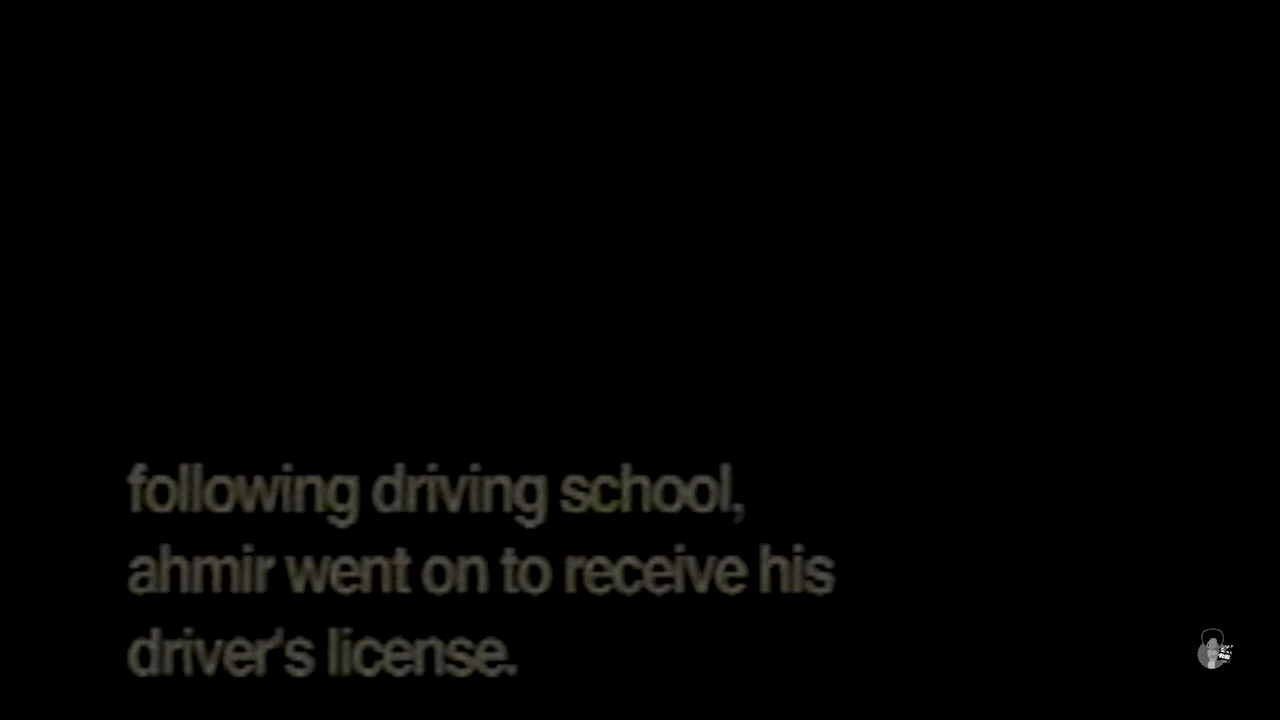 following driving school,
ahmir went on to receive his
driver's license.